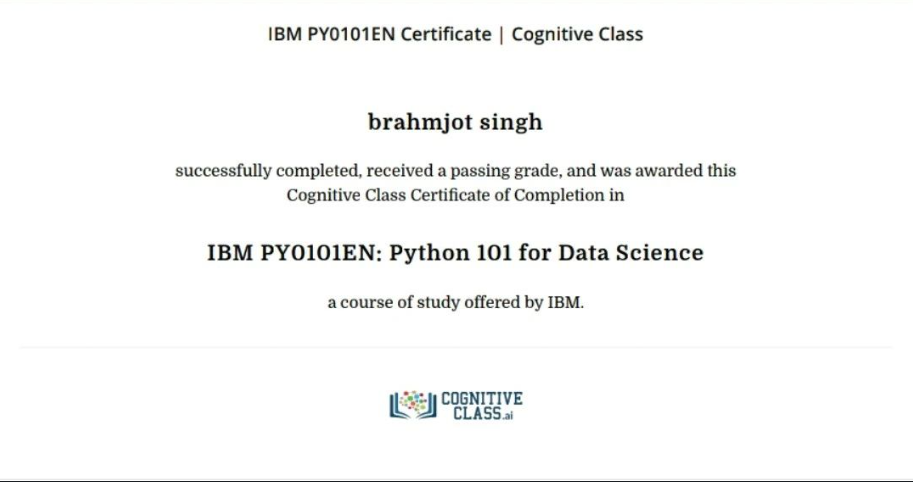 IBM PY0101EN Certificate | Cognitive Class
brahmjot singh
successfully completed, received a passing grade, and was awarded this
Cognitive Class Certificate of Completion in
IBM PY0101EN: Python 101 for Data Science
a course of study offered by IBM.
COGNITIVE
CLASS.ai